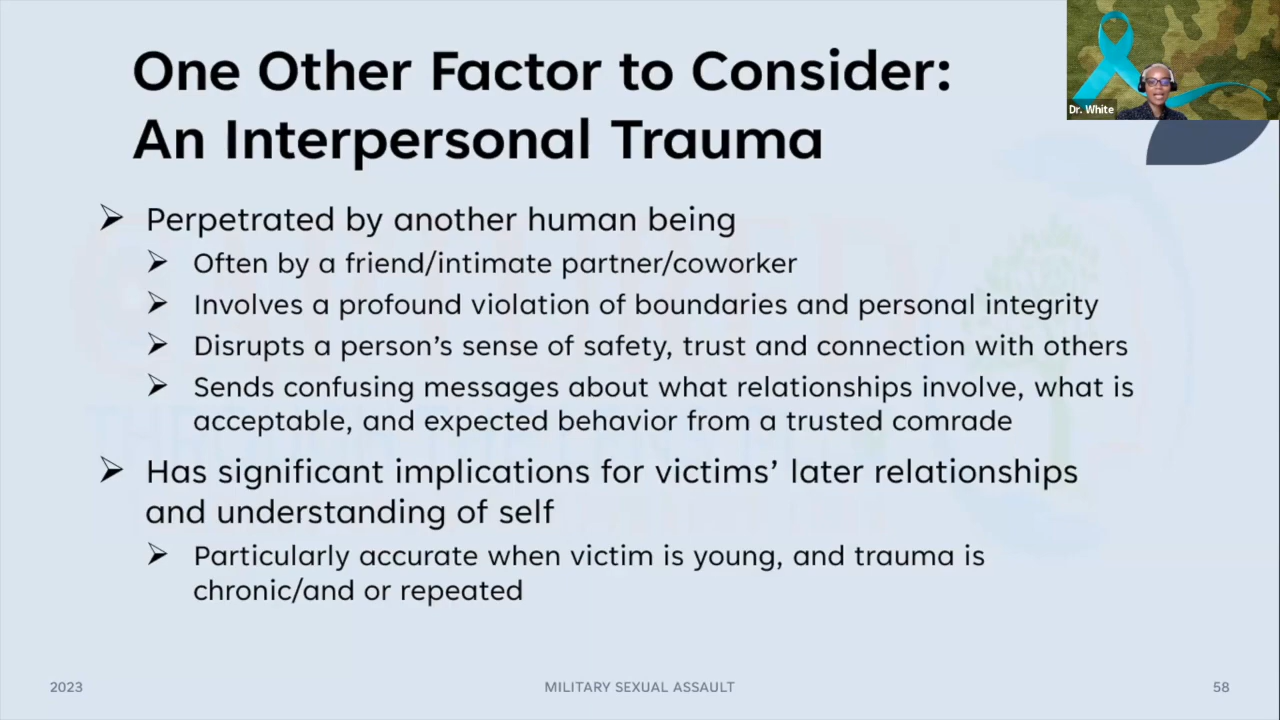 One Other Factor to Consider:
An Interpersonal Trauma
Dr. White
Perpetrated by another human being
Often by a friend/intimate partner/coworker
Involves a profound violation of boundaries and personal integrity
Disrupts a person’s sense of safety, trust and connection with others
Sends confusing messages about what relationships involve, what is
acceptable, and expected behavior from a trusted comrade
Has significant implications for victims’ later relationships
and understanding of self
Particularly accurate when victim is young, and trauma is
chronic/and or repeated
2023
MILITARY SEXUAL ASSAULT
58